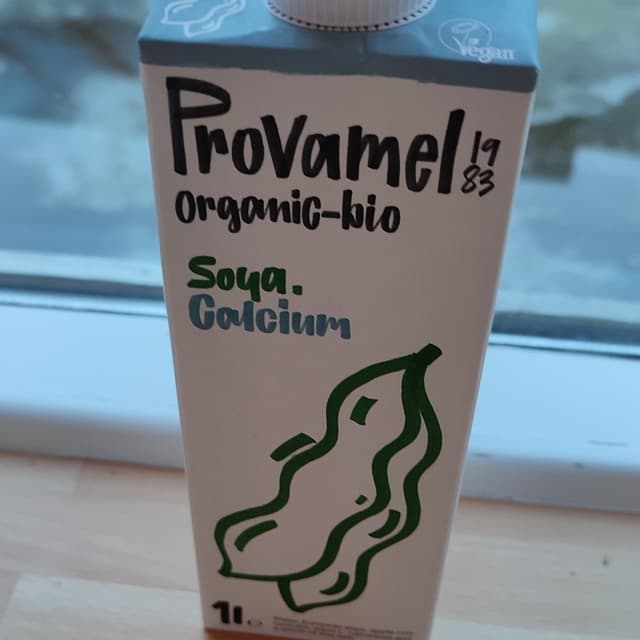 Vegan
Provamel
19
83
organic-bio
Soya.
Calcium
1l e